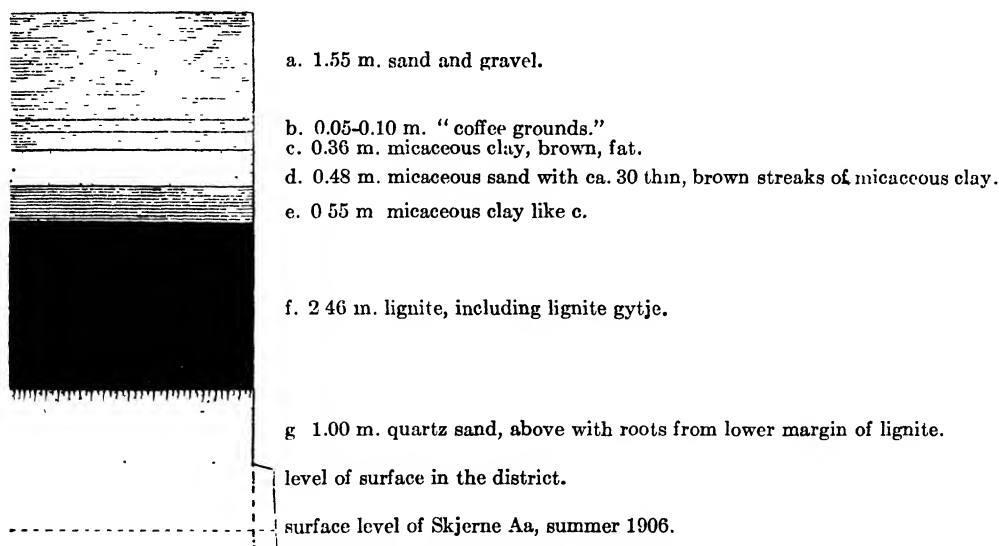 a. 1.55 m. sand and gravel.
b. 0.05-0.10 m. “coffee grounds.”
c. 0.36 m. micaceous clay, brown, fat.
d. 0.48 m. micaceous sand with ca. 30 thin, brown streaks of micaceous clay.
e. 0 55 m micaceous clay like c.
f. 2 46 m. lignite, including lignite gytje.
g 1.00 m. quartz sand, above with roots from lower margin of lignite.
level of surface in the district.
surface level of Skjerne Aa, summer 1906.